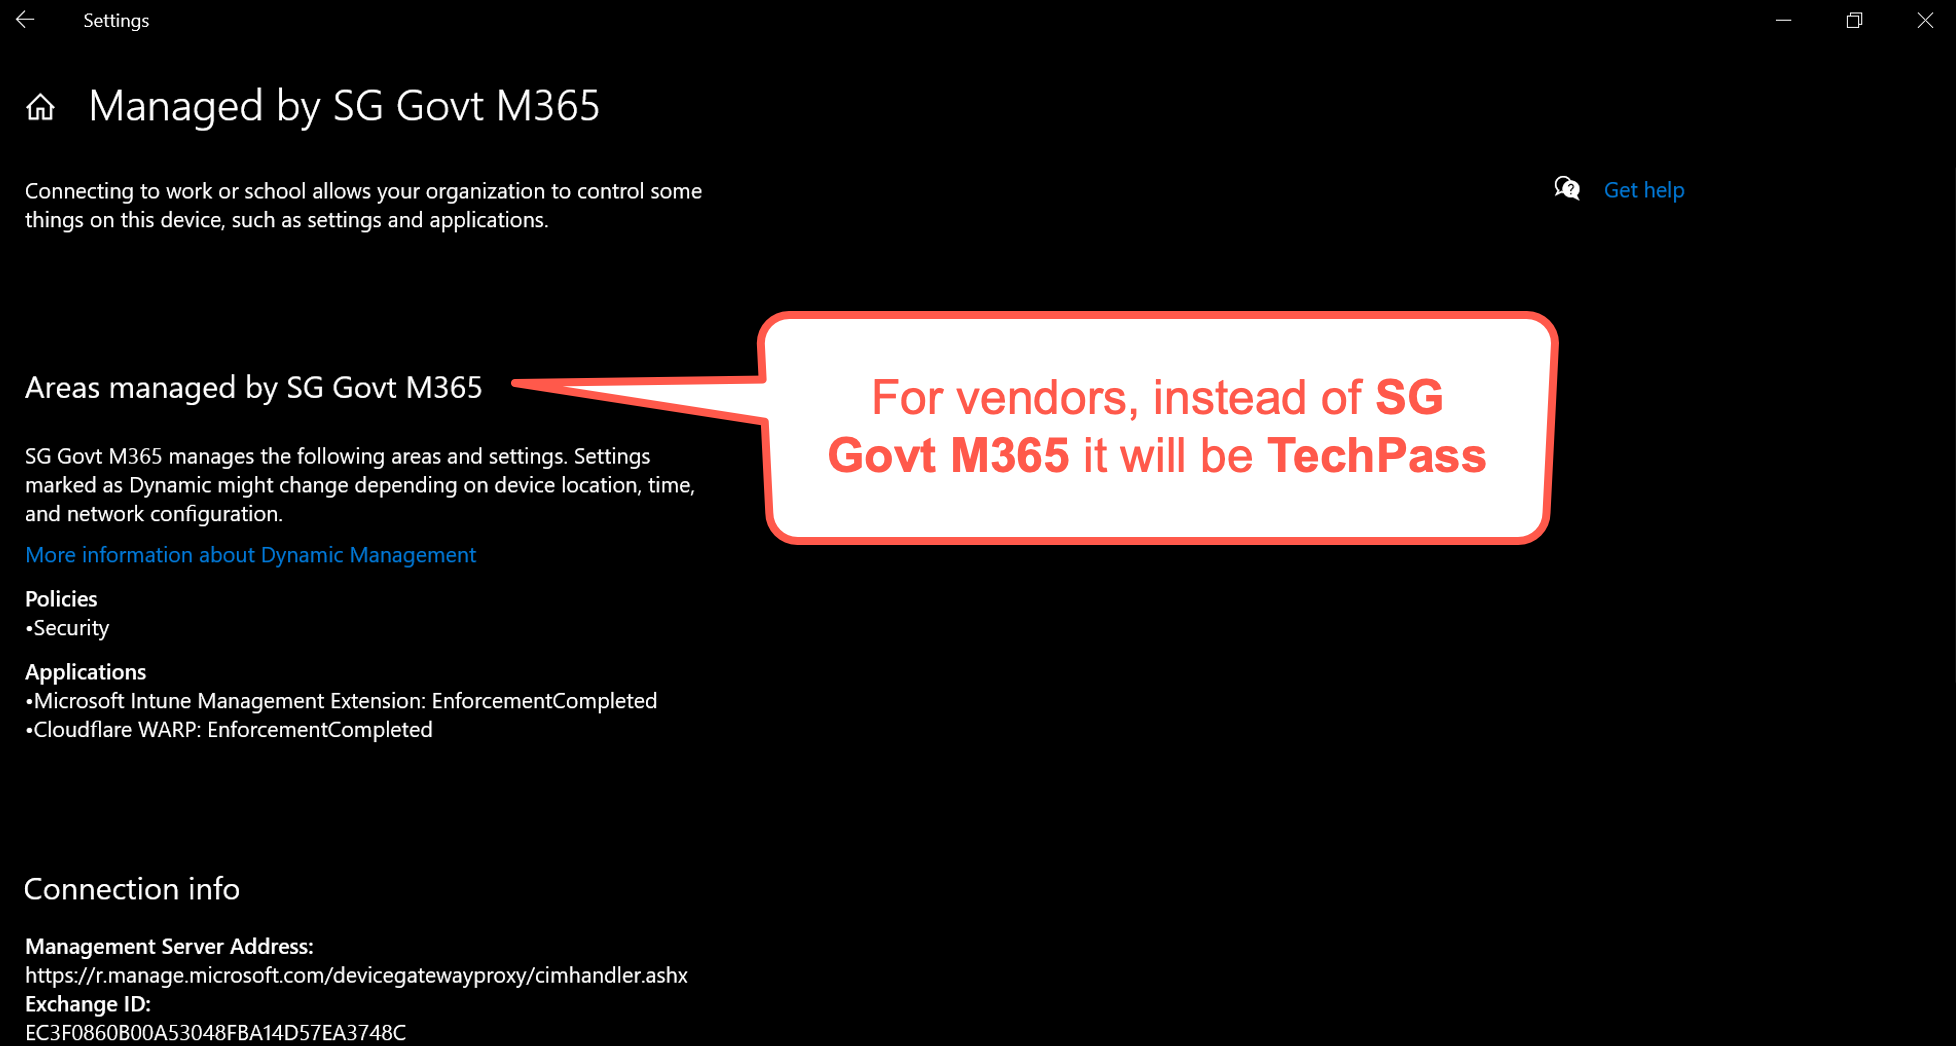 Settings
Managed by SG Govt M365
Connecting to work or school allows your organization to control some
things on this device, such as settings and applications.
Get help
Areas managed by SG Govt M365
For vendors, instead of SG
Govt M365 it will be TechPass
SG Govt M365 manages the following areas and settings. Settings
marked as Dynamic might change depending on device location, time,
and network configuration.
More information about Dynamic Management
Policies
•Security
Applications
•Microsoft Intune Management Extension: EnforcementCompleted
•Cloudflare WARP: EnforcementCompleted
Connection info
Management Server Address:
https://r.manage.microsoft.com/devicegatewayproxy/cimhandler.ashx
Exchange ID:
EC3F0860B00A53048FBA14D57EA3748C